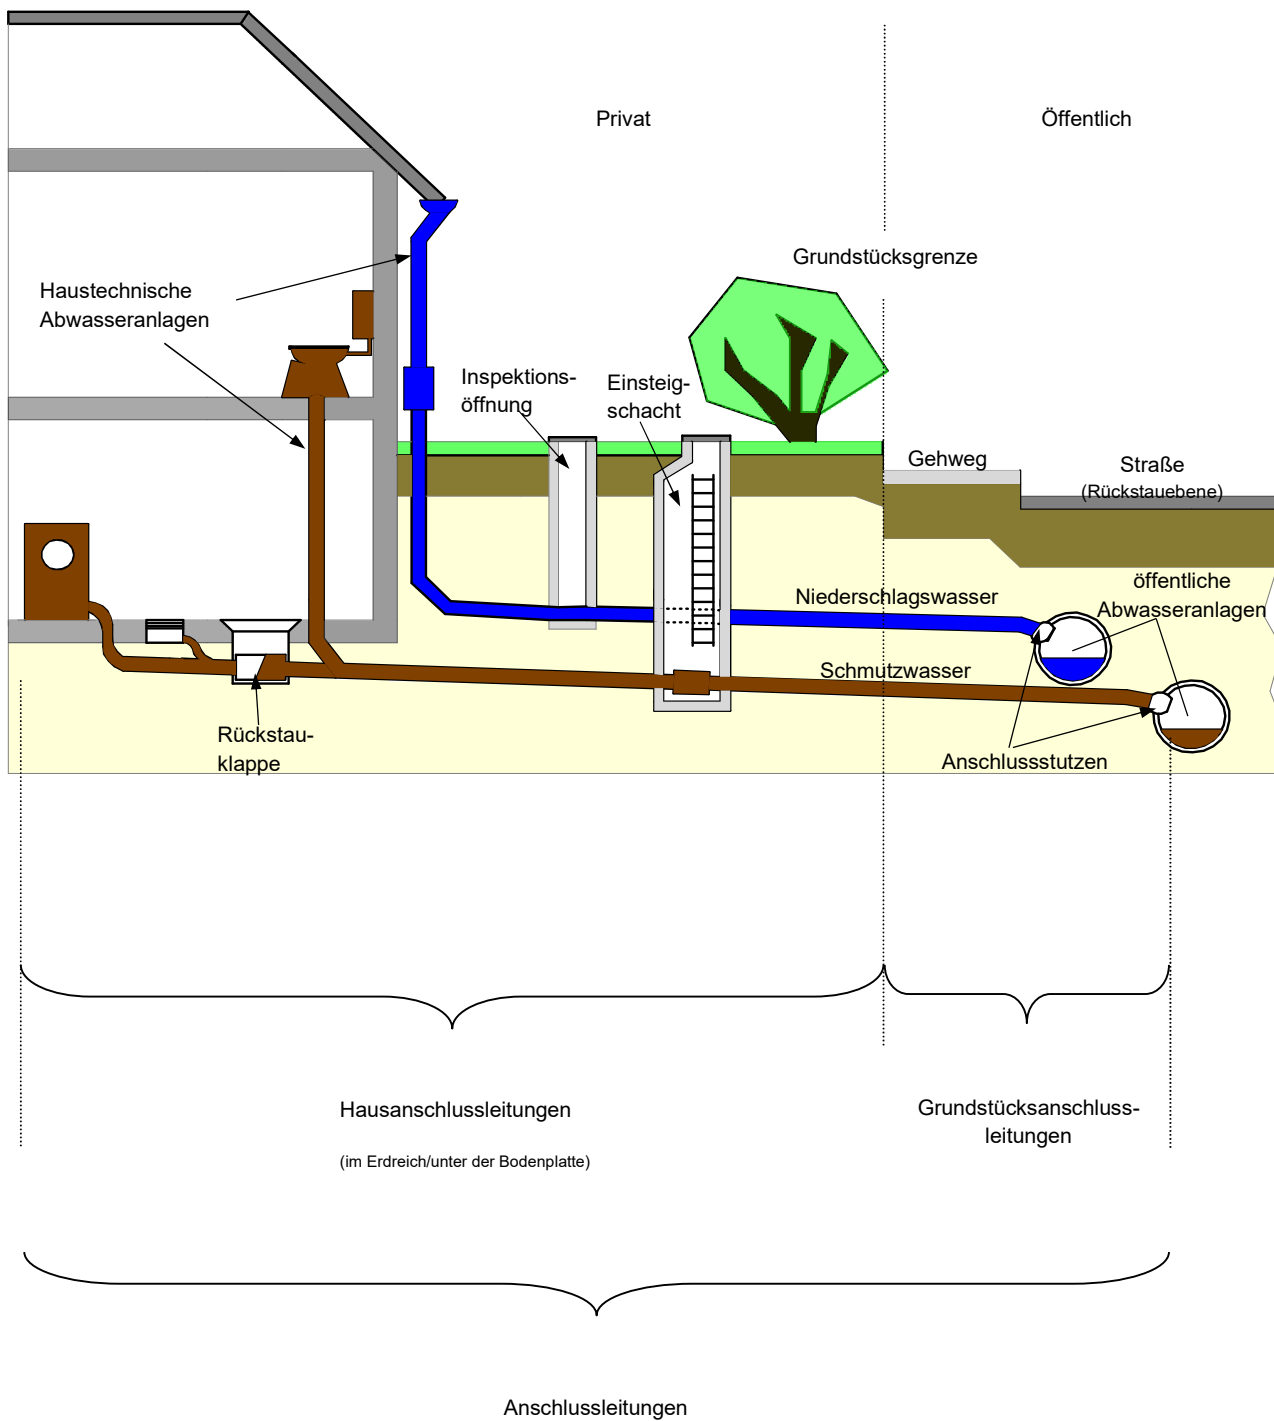 Privat
Öffentlich
Grundstücksgrenze
Haustechnische
Abwasseranlagen
Inspektions-
öffnung
Einsteig-
schacht
Gehweg
Straße
(Rückstauebene)
öffentliche
Abwasseranlagen
Niederschlagswasser
Schmutzwasser
Rückstau-
klappe
Anschlussstutzen
Hausanschlussleitungen
(im Erdreich/unter der Bodenplatte)
Grundstücksanschluss-
leitungen
Anschlussleitungen